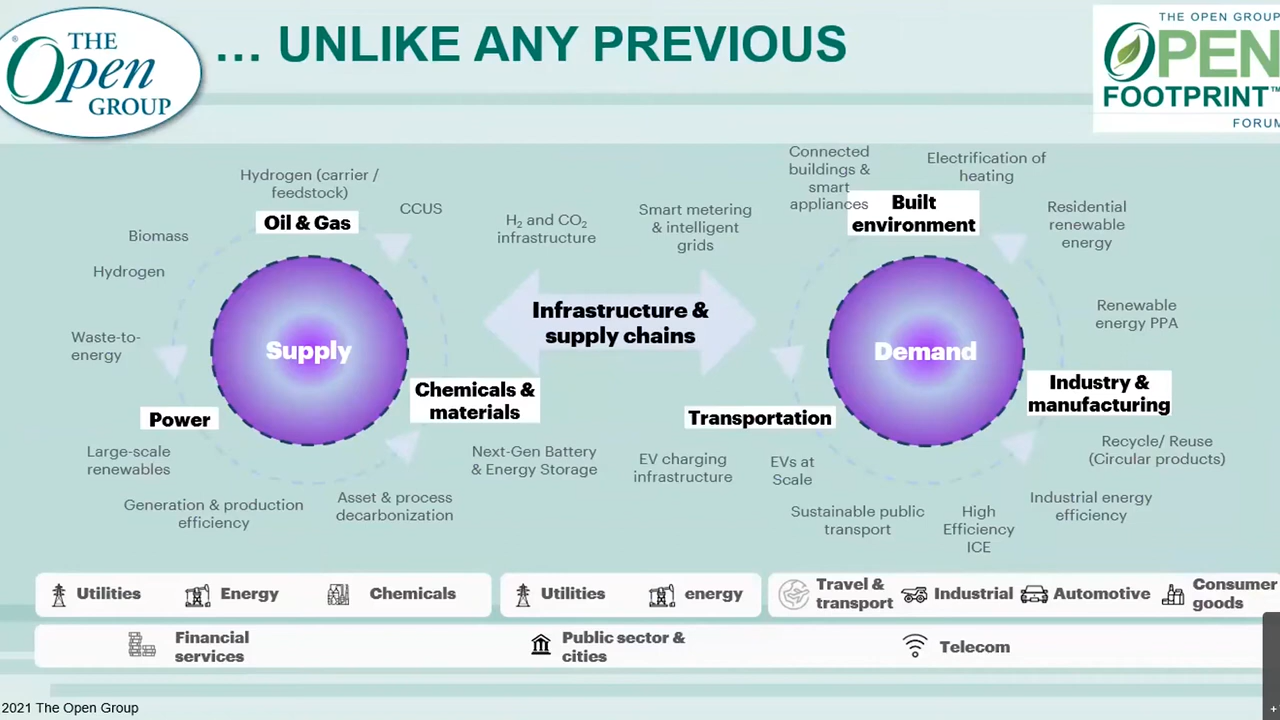 THE
Open
GROUP
®
… UNLIKE ANY PREVIOUS
THE OPEN GROUP
OPEN
FOOTPRINT™
FORUM
Hydrogen (carrier /
feedstock)
Oil & Gas
CCUS
Biomass
Hydrogen
Waste-to-
energy
Supply
Power
Chemicals &
materials
Large-scale
renewables
Generation & production
efficiency
Asset & process
decarbonization
H₂ and CO₂
infrastructure
Smart metering
& intelligent
grids
Infrastructure &
supply chains
Next-Gen Battery
& Energy Storage
EV charging
infrastructure
Connected
buildings &
smart
appliances
Electrification of
heating
Built
environment
Residential
renewable
energy
Renewable
energy PPA
Demand
Transportation
Industry &
manufacturing
EVs at
Scale
Sustainable public
transport
High
Efficiency
ICE
Industrial energy
efficiency
Recycle/ Reuse
(Circular products)
Utilities
Energy
Chemicals
Utilities
energy
Travel &
transport
Industrial
Automotive
Consumer
goods
Financial
services
Public sector &
cities
Telecom
2021 The Open Group
+